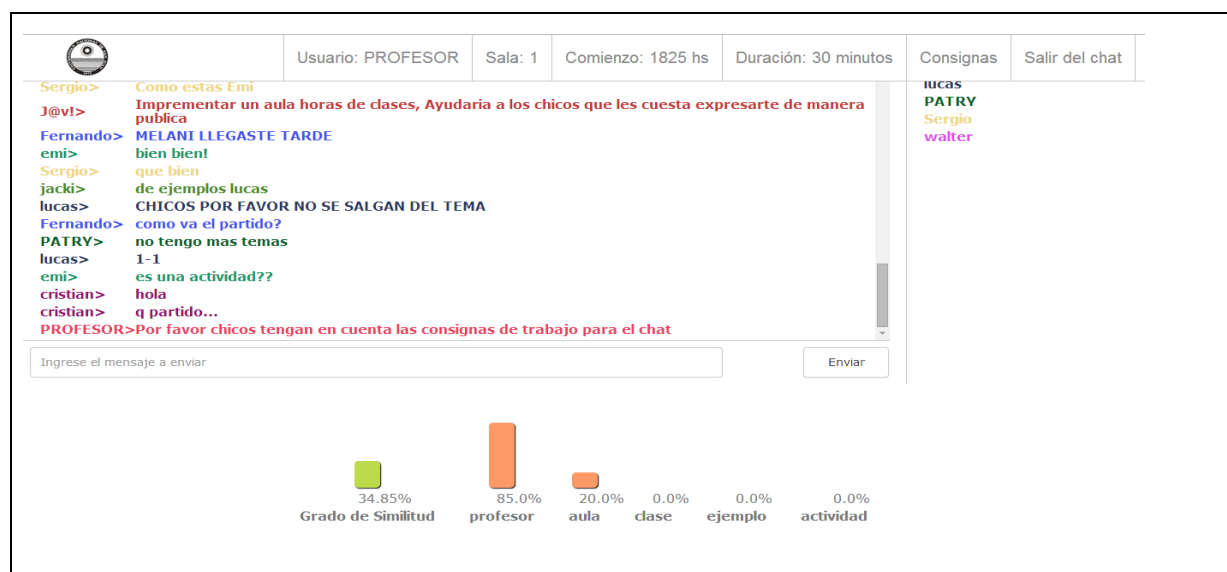 Usuario: PROFESOR Sala: 1 Comienzo: 1825 hs Duración: 30 minutos Consignas Salir del chat
Sergio> Como estas Emi
J@v!> Imprementar un aula horas de clases, Ayudaria a los chicos que les cuesta expresarte de manera
publica
Fernando> MELANI LLEGASTE TARDE
emi> bien bien!
Sergio> que bien
jacki> de ejemplos lucas
lucas> CHICOS POR FAVOR NO SE SALGAN DEL TEMA
Fernando> como va el partido?
PATRY> no tengo mas temas
lucas> 1-1
emi> es una actividad??
cristian> hola
cristian> q partido...
PROFESOR>Por favor chicos tengan en cuenta las consignas de trabajo para el chat
lucas
PATRY
Sergio
walter
Ingrese el mensaje a enviar Enviar
34.85% 85.0% 20.0% 0.0% 0.0% 0.0%
Grado de Similitud profesor aula clase ejemplo actividad